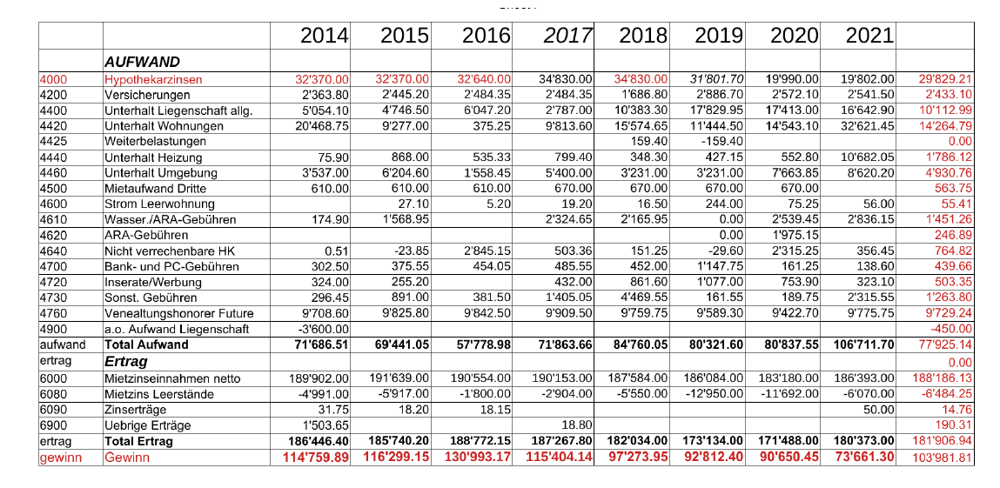 2014 2015 2016 2017 2018 2019 2020 2021
AUFWAND
4000 Hypothekarzinsen 32'370.00 32'370.00 32'640.00 34'830.00 34'830.00 31'801.70 19'990.00 19'802.00 29'829.21
4200 Versicherungen 2'363.80 2'445.20 2'484.35 2'484.35 1'686.80 2'886.70 2'572.10 2'541.50 2'433.10
4400 Unterhalt Liegenschaft allg. 5'054.10 4'746.50 6'047.20 2'787.00 10'383.30 17'829.95 17'413.00 16'642.90 10'112.99
4420 Unterhalt Wohnungen 20'468.75 9'277.00 375.25 9'813.60 15'574.65 11'444.50 14'543.10 32'621.45 14'264.79
4425 Weiterbelastungen 159.40 -159.40 0.00
4440 Unterhalt Heizung 75.90 868.00 535.33 799.40 348.30 427.15 552.80 10'682.05 1'786.12
4460 Unterhalt Umgebung 3'537.00 6'204.60 1'558.45 5'400.00 3'231.00 3'231.00 7'663.85 8'620.20 4'930.76
4500 Mietaufwand Dritte 610.00 610.00 610.00 670.00 670.00 670.00 670.00 563.75
4600 Strom Leerwohnung 27.10 5.20 19.20 16.50 244.00 75.25 56.00 55.41
4610 Wasser./ARA-Gebühren 174.90 1'568.95 2'324.65 2'165.95 0.00 2'539.45 2'836.15 1'451.26
4620 ARA-Gebühren 0.00 1'975.15 246.89
4640 Nicht verrechenbare HK 0.51 -23.85 2'845.15 503.36 151.25 -29.60 2'315.25 356.45 764.82
4700 Bank- und PC-Gebühren 302.50 375.55 454.05 485.55 452.00 1'147.75 161.25 138.60 439.66
4720 Inserate/Werbung 324.00 255.20 432.00 861.60 1'077.00 753.90 323.10 503.35
4730 Sonst. Gebühren 296.45 891.00 381.50 1'405.05 4'469.55 161.55 189.75 2'315.55 1'263.80
4760 Venealtungshonorer Future 9'708.60 9'825.80 9'842.50 9'909.50 9'759.75 9'589.30 9'422.70 9'775.75 9'729.24
4900 a.o. Aufwand Liegenschaft -3'600.00 -450.00
aufwand Total Aufwand 71'686.51 69'441.05 57'778.98 71'863.66 84'760.05 80'321.60 80'837.55 106'711.70 77'925.14
ertrag Ertrag 0.00
6000 Mietzinseinnahmen netto 189'902.00 191'639.00 190'554.00 190'153.00 187'584.00 186'084.00 183'180.00 186'393.00 188'186.13
6080 Mietzins Leerstände -4'991.00 -5'917.00 -1'800.00 -2'904.00 -5'550.00 -12'950.00 -11'692.00 -6'070.00 -6'484.25
6090 Zinserträge 31.75 18.20 18.15 50.00 14.76
6900 Uebrige Erträge 1'503.65 18.80 190.31
ertrag Total Ertrag 186'446.40 185'740.20 188'772.15 187'267.80 182'034.00 173'134.00 171'488.00 180'373.00 181'906.94
gewinn Gewinn 114'759.89 116'299.15 130'993.17 115'404.14 97'273.95 92'812.40 90'650.45 73'661.30 103'981.81